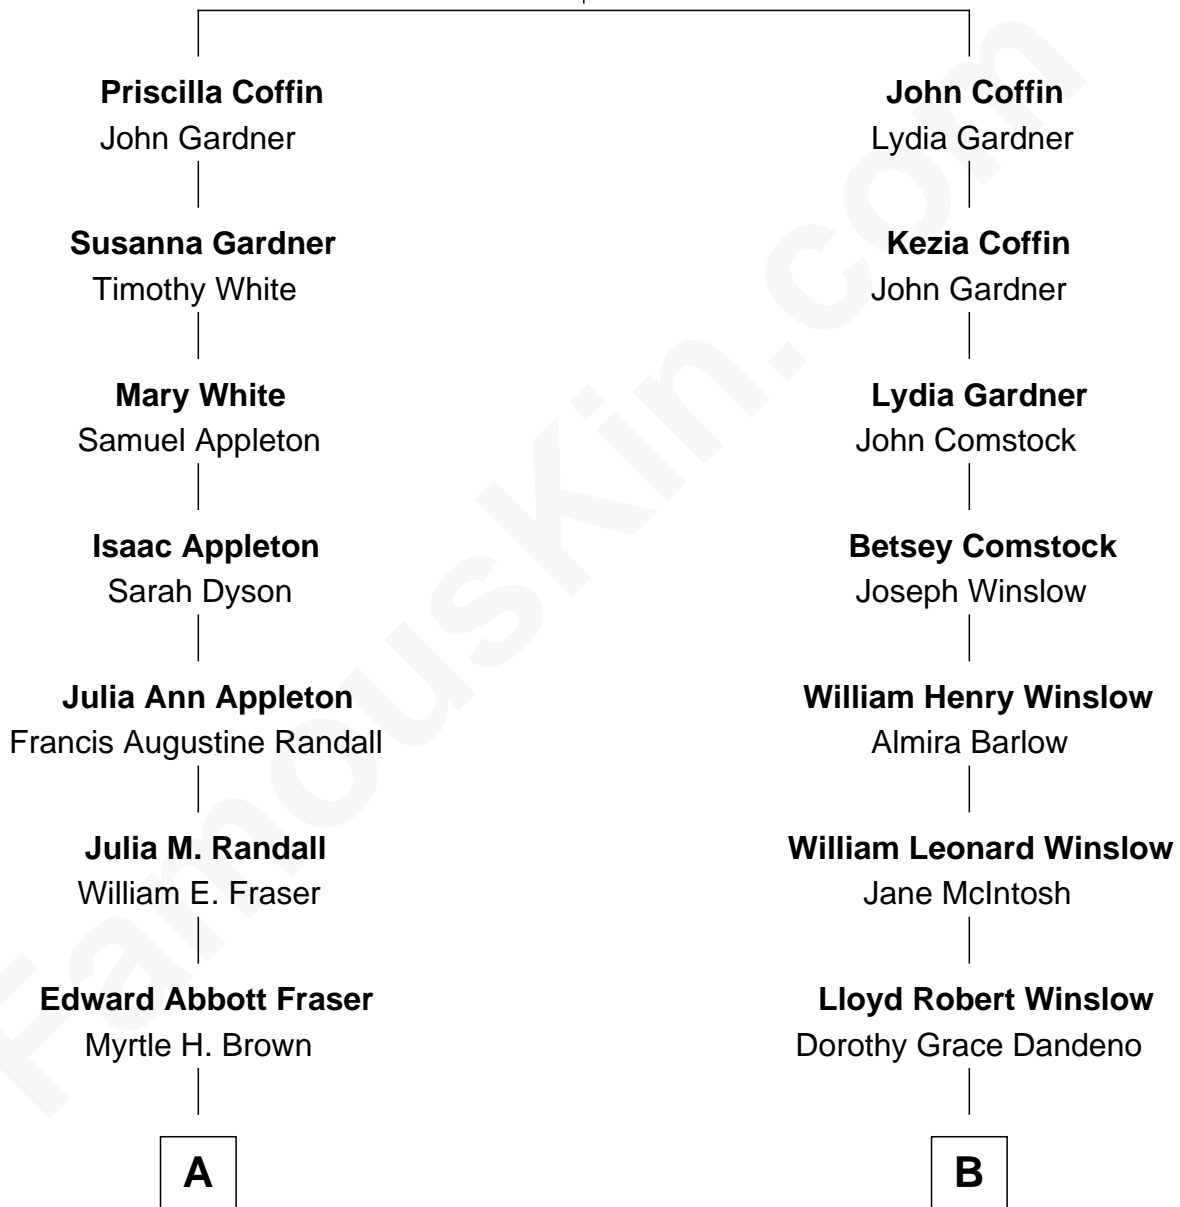 Priscilla Coffin
John Gardner
Susanna Gardner
Timothy White
Mary White
Samuel Appleton
Isaac Appleton
Sarah Dyson
Julia Ann Appleton
Francis Augustine Randall
Julia M. Randall
William E. Fraser
Edward Abbott Fraser
Myrtle H. Brown
A
John Coffin
Lydia Gardner
Kezia Coffin
John Gardner
Lydia Gardner
John Comstock
Betsey Comstock
Joseph Winslow
William Henry Winslow
Almira Barlow
William Leonard Winslow
Jane McIntosh
Lloyd Robert Winslow
Dorothy Grace Dandeno
B
FamousKin.com